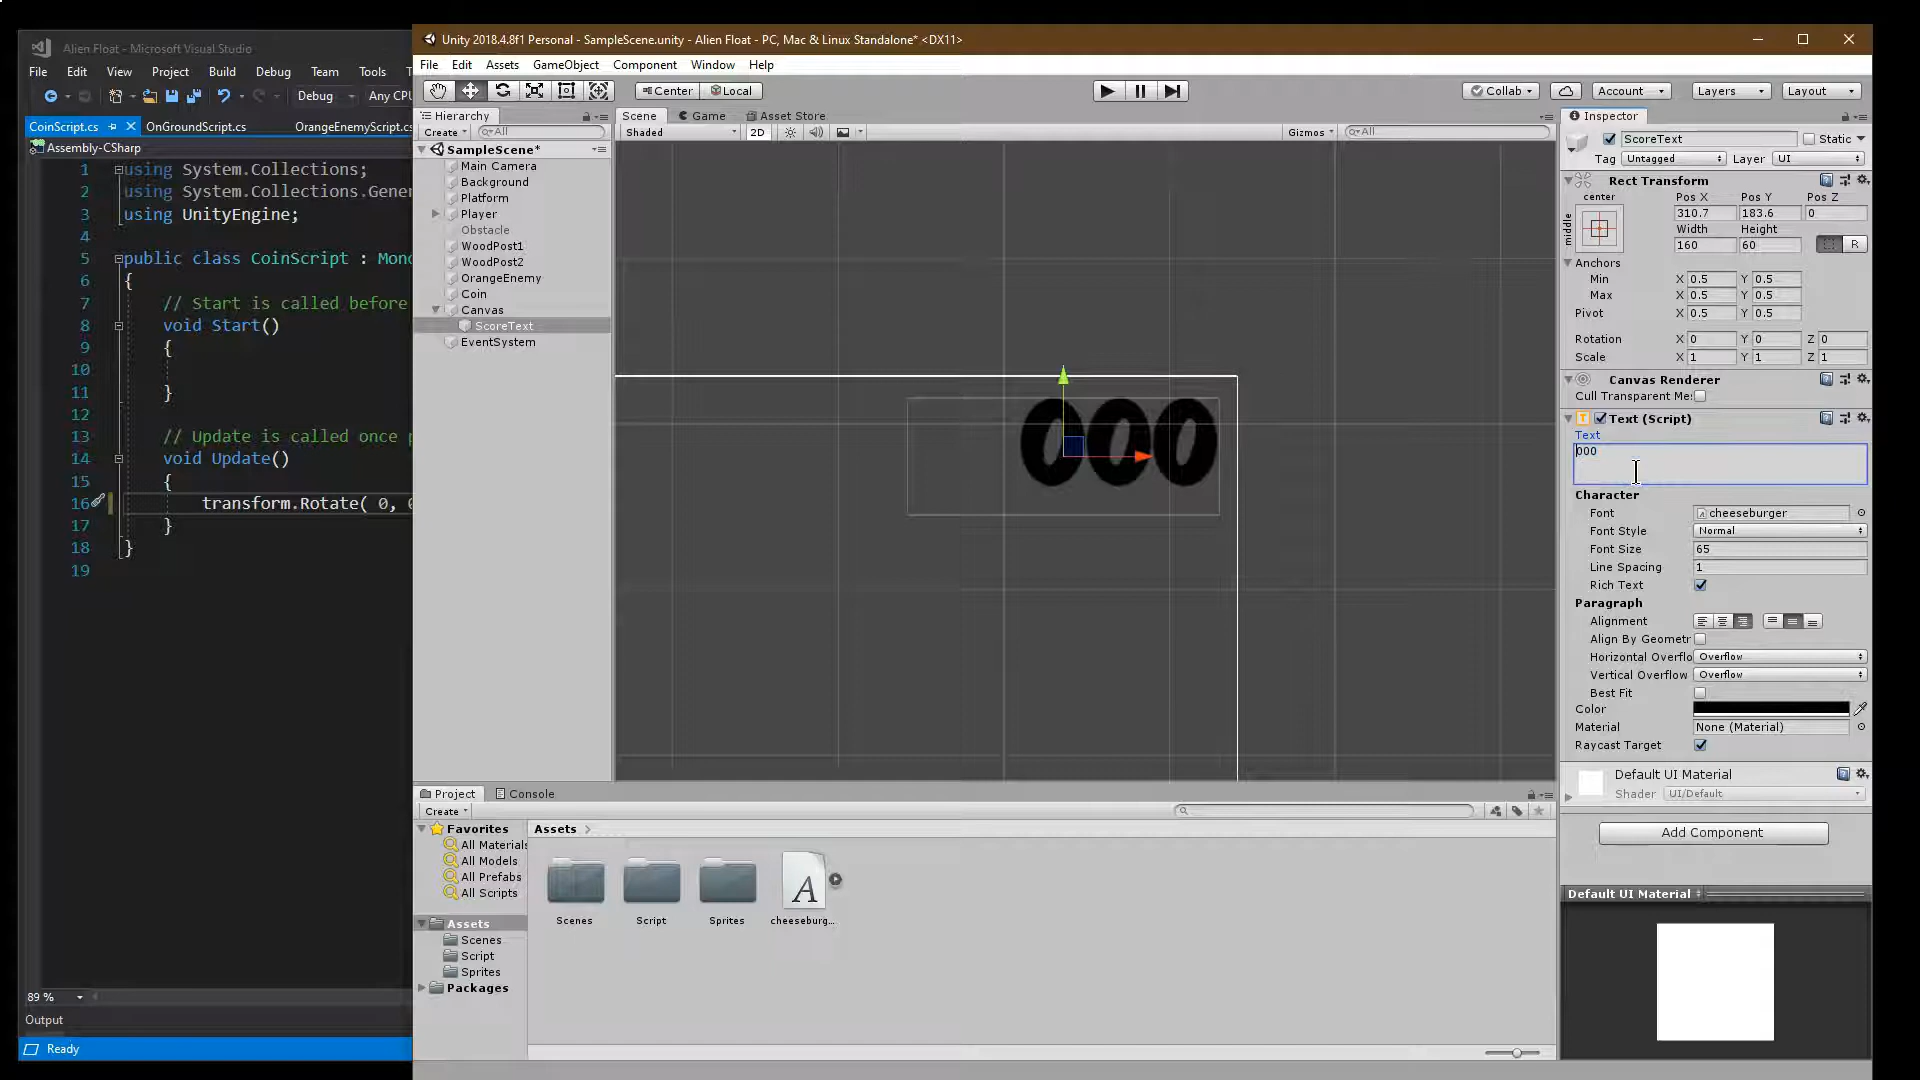 Alien Float - Microsoft Visual Studio
File Edit View Project Build Debug Team Tools
Debug Any CPU
CoinScript.cs OnGroundScript.cs OrangeEnemyScript.cs
Assembly-CSharp
1 using System.Collections;
2 using System.Collections.Gener
3 using UnityEngine;
4
5 public class CoinScript : Mono
6 {
7 // Start is called before
8 void Start()
9 {
10
11 }
12
13 // Update is called once
14 void Update()
15 {
16 transform.Rotate( 0, 0
17 }
18 }
19
89 %
Output
Ready
Unity 2018.4.8f1 Personal - SampleScene.unity - Alien Float - PC, Mac & Linux Standalone* <DX11>
File Edit Assets GameObject Component Window Help
Center Local
Collab Account Layers Layout
Hierarchy
Create All
SampleScene*
Main Camera
Background
Platform
Player
Obstacle
WoodPost1
WoodPost2
OrangeEnemy
Coin
Canvas
ScoreText
EventSystem
Scene Game Asset Store
Shaded 2D Gizmos All
000
Project Console
Create
Favorites
All Materials
All Models
All Prefabs
All Scripts
Assets
Scenes
Script
Sprites
Packages
Assets
Scenes Script Sprites cheeseburg...
Inspector
ScoreText Static
Tag Untagged Layer UI
Rect Transform
center
middle
Pos X Pos Y Pos Z
310.7 183.6 0
Width Height
160 60
R
Anchors
Min X 0.5 Y 0.5
Max X 0.5 Y 0.5
Pivot X 0.5 Y 0.5
Rotation X 0 Y 0 Z 0
Scale X 1 Y 1 Z 1
Canvas Renderer
Cull Transparent Me:
Text (Script)
Text
000
Character
Font cheeseburger
Font Style Normal
Font Size 65
Line Spacing 1
Rich Text
Paragraph
Alignment
Align By Geometr
Horizontal Overflo Overflow
Vertical Overflow Overflow
Best Fit
Color
Material None (Material)
Raycast Target
Default UI Material
Shader UI/Default
Add Component
Default UI Material